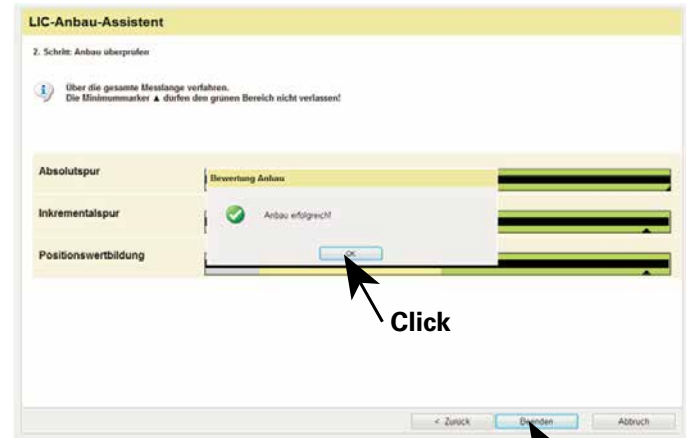 LIC-Anbau-Assistent
2. Schritt: Anbau überprüfen
Über die gesamte Messlänge verfahren.
Die Minimummarker ▲ dürfen den grünen Bereich nicht verlassen!
Absolutspur
Bewertung Anbau
Inkrementalspur
Anbau erfolgreich!
Positionswertbildung
OK
Click
< Zurück
Beenden
Abbruch